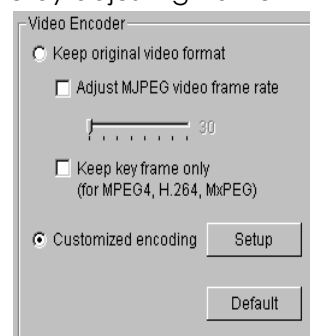 Video Encoder
Keep original video format
Adjust MJPEG video frame rate
30
Keep key frame only
(for MPEG4, H.264, MxPEG)
Customized encoding Setup
Default